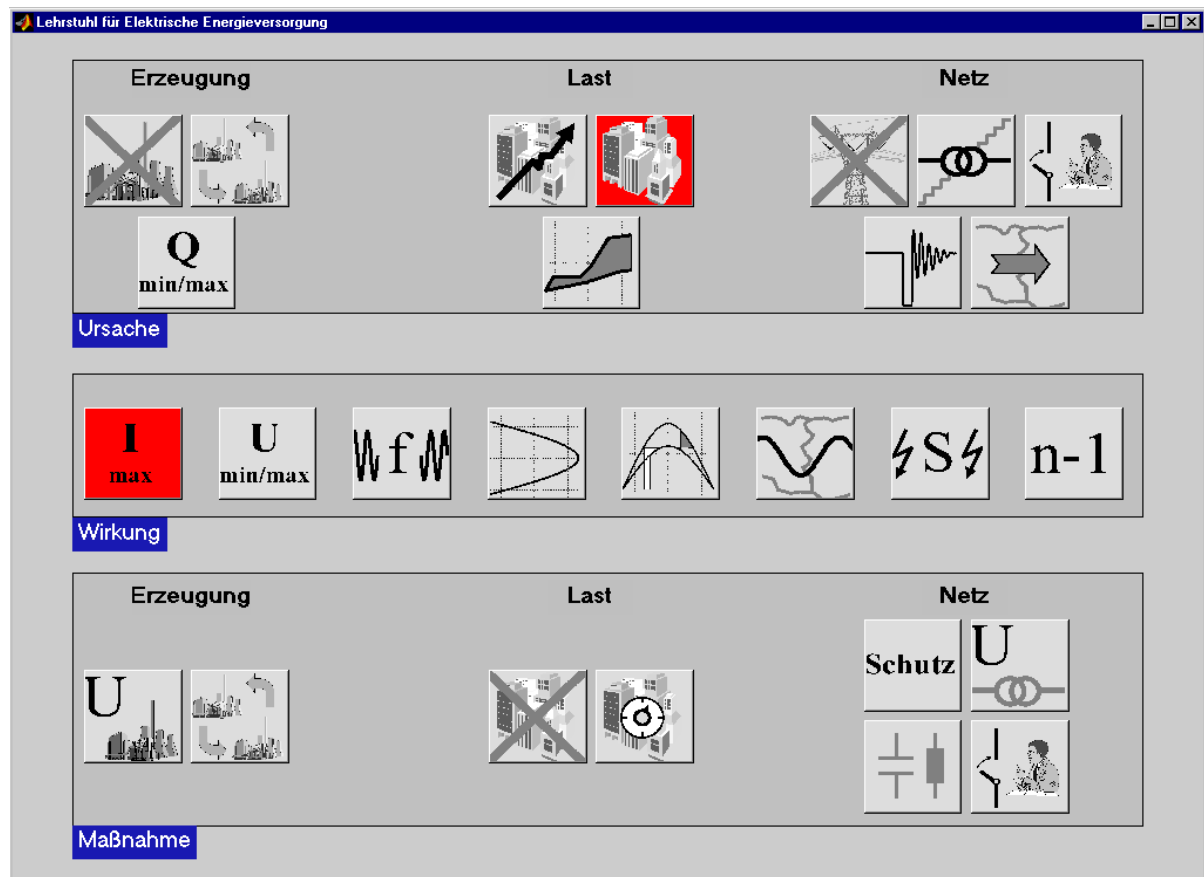 Lehrstuhl für Elektrische Energieversorgung
Erzeugung Last Netz
Q
min/max
Ursache
I
max
U
min/max
f
S
n-1
Wirkung
Erzeugung Last Netz
U
Schutz
U
Maßnahme